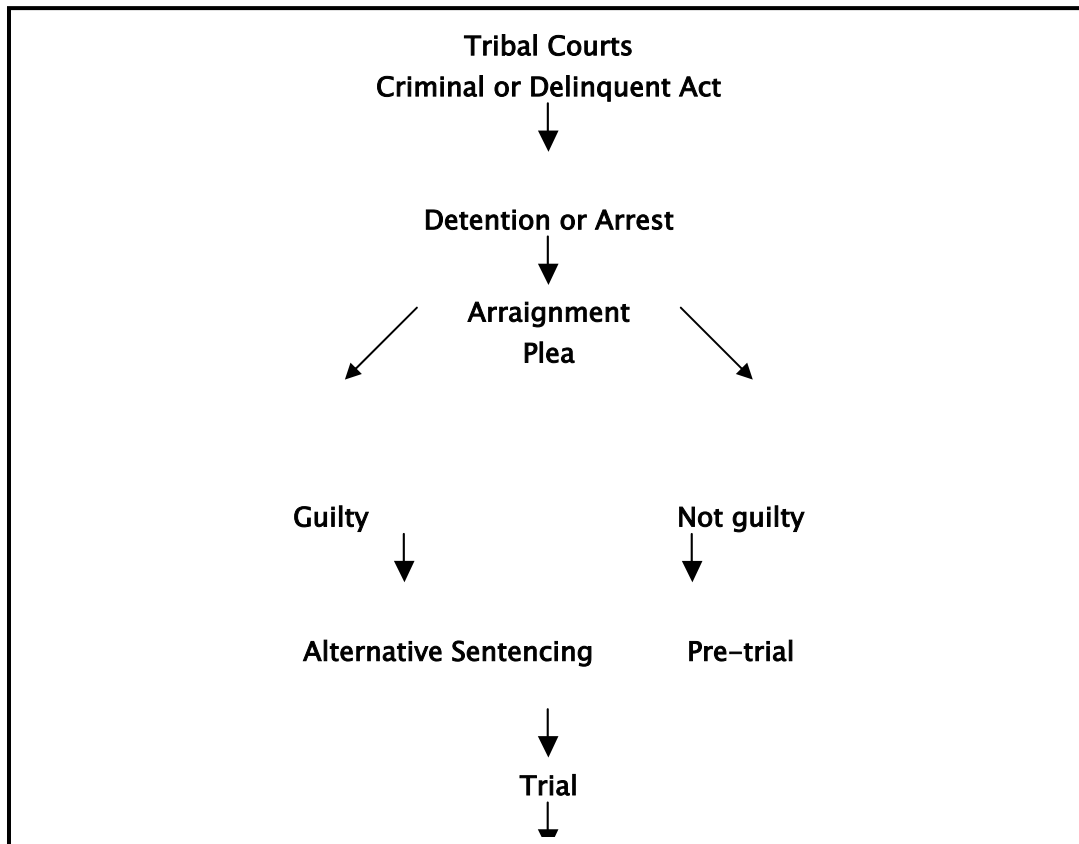 Tribal Courts
Criminal or Delinquent Act
Detention or Arrest
Arraignment
Plea
Guilty Not guilty
Alternative Sentencing Pre-trial
Trial